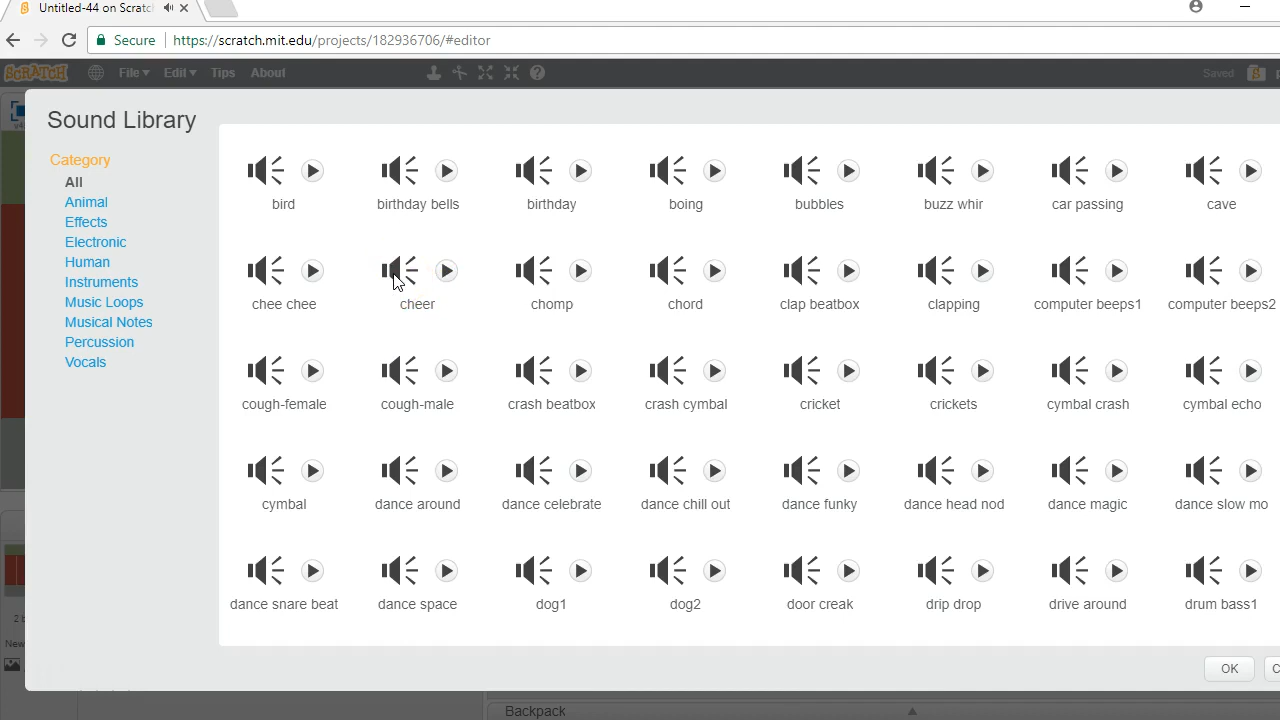 Untitled-44 on Scratc
Secure
https://scratch.mit.edu/projects/182936706/#editor
SCRATCH
File
Edit
Tips
About
Saved
Sound Library
Category
All
Animal
Effects
Electronic
Human
Instruments
Music Loops
Musical Notes
Percussion
Vocals
bird
birthday bells
birthday
boing
bubbles
buzz whir
car passing
cave
chee chee
cheer
chomp
chord
clap beatbox
clapping
computer beeps1
computer beeps2
cough-female
cough-male
crash beatbox
crash cymbal
cricket
crickets
cymbal crash
cymbal echo
cymbal
dance around
dance celebrate
dance chill out
dance funky
dance head nod
dance magic
dance slow mo
dance snare beat
dance space
dog1
dog2
door creak
drip drop
drive around
drum bass1
New
OK
C
Backpack